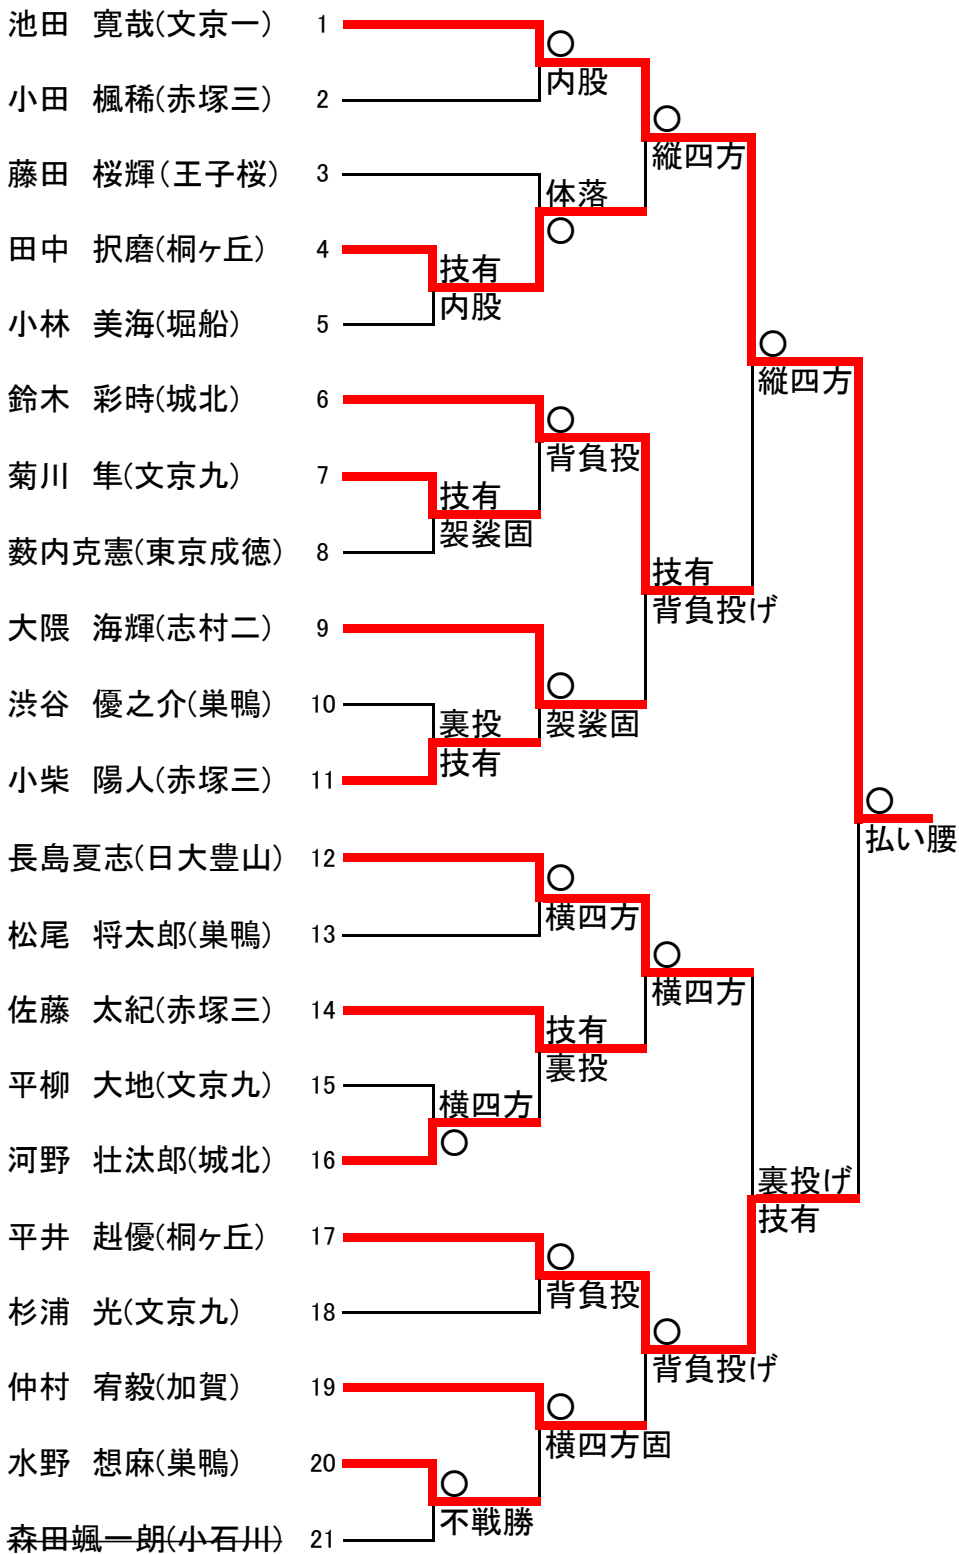 池田 寛哉(文京一) 1
○
内股
小田 楓稀(赤塚三) 2
○
縦四方
藤田 桜輝(王子桜) 3
体落
○
田中 択磨(桐ヶ丘) 4
技有
内股
小林 美海(堀船) 5
○
縦四方
鈴木 彩時(城北) 6
○
背負投
菊川 隼(文京九) 7
技有
袈裟固
薮内克憲(東京成徳) 8
技有
背負投げ
大隈 海輝(志村二) 9
○
袈裟固
渋谷 優之介(巣鴨) 10
裏投
技有
小柴 陽人(赤塚三) 11
○
払い腰
長島夏志(日大豊山) 12
○
横四方
松尾 将太郎(巣鴨) 13
○
横四方
佐藤 太紀(赤塚三) 14
技有
裏投
平柳 大地(文京九) 15
横四方
○
河野 壮汰郎(城北) 16
裏投げ
技有
平井 赳優(桐ヶ丘) 17
○
背負投
杉浦 光(文京九) 18
○
背負投げ
仲村 宥毅(加賀) 19
○
横四方固
水野 想麻(巣鴨) 20
○
不戦勝
森田颯一朗(小石川) 21